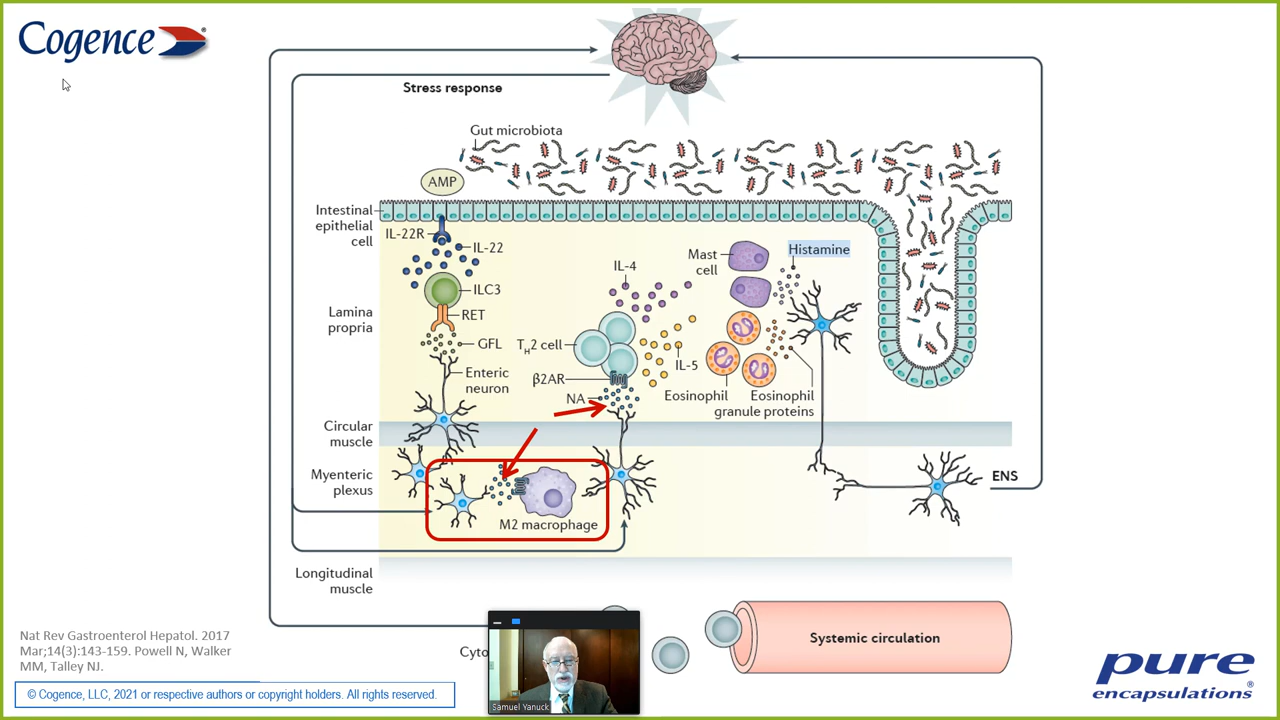 Cogence®
Stress response
Gut microbiota
AMP
Intestinal
epithelial
cell
IL-22R
IL-22
ILC3
RET
GFL
Lamina
propria
Enteric
neuron
IL-4
TH2 cell
IL-5
β2AR
NA
Mast
cell
Histamine
Eosinophil
Eosinophil
granule proteins
Circular
muscle
Myenteric
plexus
M2 macrophage
ENS
Longitudinal
muscle
Systemic circulation
Nat Rev Gastroenterol Hepatol. 2017
Mar;14(3):143-159. Powell N, Walker
MM, Talley NJ.
© Cogence, LLC, 2021 or respective authors or copyright holders. All rights reserved.
Samuel Yanuck
pure
encapsulations®